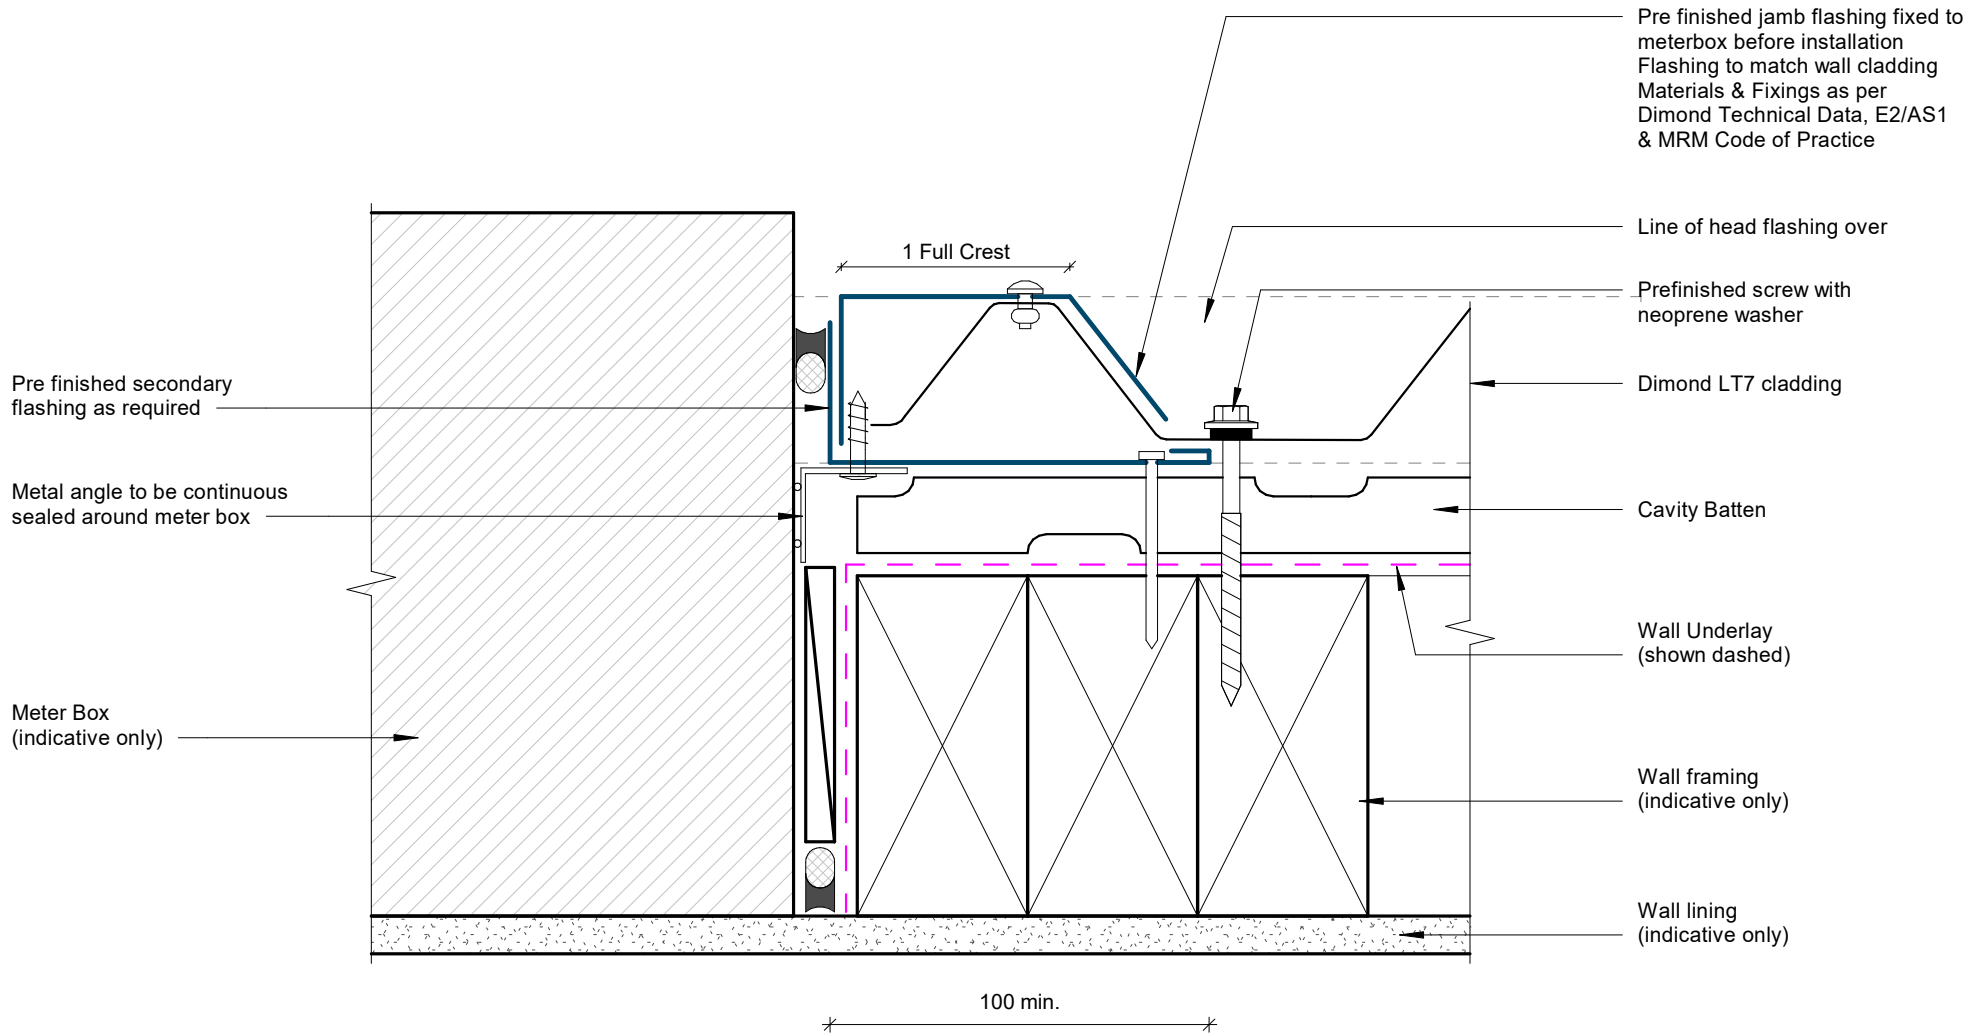 Pre finished jamb flashing fixed to
meterbox before installation
Flashing to match wall cladding
Materials & Fixings as per
Dimond Technical Data, E2/AS1
& MRM Code of Practice
Line of head flashing over
1 Full Crest
Prefinished screw with
neoprene washer
Pre finished secondary
flashing as required
Dimond LT7 cladding
Metal angle to be continuous
sealed around meter box
Cavity Batten
Wall Underlay
(shown dashed)
Meter Box
(indicative only)
Wall framing
(indicative only)
Wall lining
(indicative only)
100 min.